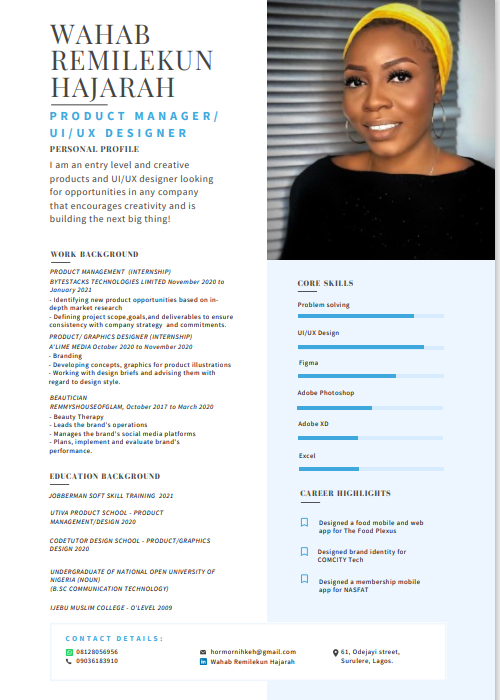 WAHAB
REMILEKUN
HAJARAH
PRODUCT MANAGER/
UI/UX DESIGNER
PERSONAL PROFILE
I am an entry level and creative
products and UI/UX designer looking
for opportunities in any company
that encourages creativity and is
building the next big thing!
WORK BACKGROUND
PRODUCT MANAGEMENT (INTERNSHIP)
BYTESTACKS TECHNOLOGIES LIMITED November 2020 to
January 2021
- Identifying new product opportunities based on in-
depth market research
- Defining project scope,goals,and deliverables to ensure
consistency with company strategy and commitments.
PRODUCT/ GRAPHICS DESIGNER (INTERNSHIP)
A'LIME MEDIA October 2020 to November 2020
- Branding
- Developing concepts, graphics for product illustrations
- Working with design briefs and advising them with
regard to design style.
BEAUTICIAN
REMMYSHOUSEOFGLAM, October 2017 to March 2020
- Beauty Therapy
- Leads the brand's operations
- Manages the brand's social media platforms
- Plans, implement and evaluate brand's
performance.
EDUCATION BACKGROUND
JOBBERMAN SOFT SKILL TRAINING 2021
UTIVA PRODUCT SCHOOL - PRODUCT
MANAGEMENT/DESIGN 2020
CODETUTOR DESIGN SCHOOL - PRODUCT/GRAPHICS
DESIGN 2020
UNDERGRADUATE OF NATIONAL OPEN UNIVERSITY OF
NIGERIA (NOUN)
(B.SC COMMUNICATION TECHNOLOGY)
IJEBU MUSLIM COLLEGE - O'LEVEL 2009
CORE SKILLS
Problem solving
UI/UX Design
Figma
Adobe Photoshop
Adobe XD
Excel
CAREER HIGHLIGHTS
Designed a food mobile and web
app for The Food Plexus
Designed brand identity for
COMCITY Tech
Designed a membership mobile
app for NASFAT
CONTACT DETAILS:
08128056956
09036183910
hormornihkeh@gmail.com
Wahab Remilekun Hajarah
61, Odejayi street,
Surulere, Lagos.